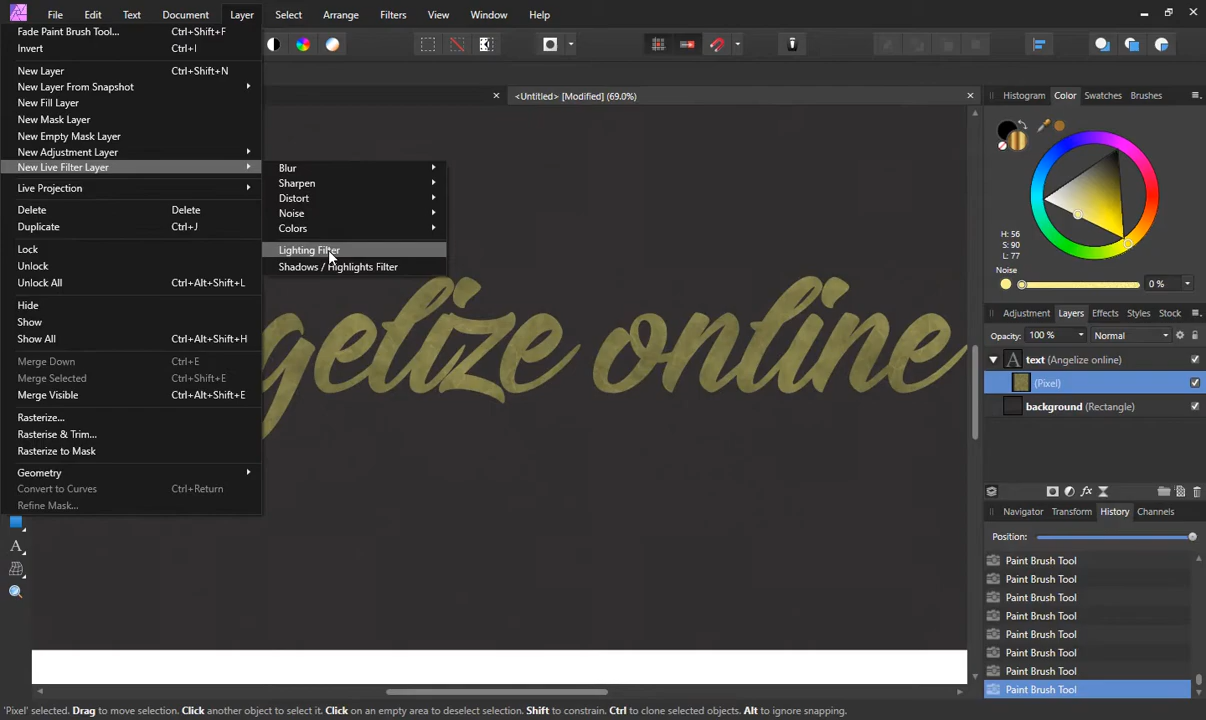 File Edit Text Document Layer Select Arrange Filters View Window Help
Fade Paint Brush Tool... Ctrl+Shift+F
Invert Ctrl+I
New Layer Ctrl+Shift+N
New Layer From Snapshot
New Fill Layer
New Mask Layer
New Empty Mask Layer
New Adjustment Layer
New Live Filter Layer
Live Projection
Delete Delete
Duplicate Ctrl+J
Lock
Unlock
Unlock All Ctrl+Alt+Shift+L
Hide
Show
Show All Ctrl+Alt+Shift+H
Merge Down Ctrl+E
Merge Selected Ctrl+Shift+E
Merge Visible Ctrl+Alt+Shift+E
Rasterize...
Rasterise & Trim...
Rasterize to Mask
Geometry
Convert to Curves Ctrl+Return
Refine Mask...
Blur
Sharpen
Distort
Noise
Colors
Lighting Filter
Shadows / Highlights Filter
<Untitled> [Modified] (69.0%)
gelize online
Histogram Color Swatches Brushes
H: 56
S: 90
L: 77
Noise
0 %
Adjustment Layers Effects Styles Stock
Opacity: 100 % Normal
text (Angelize online)
(Pixel)
background (Rectangle)
Navigator Transform History Channels
Position:
Paint Brush Tool
Paint Brush Tool
Paint Brush Tool
Paint Brush Tool
Paint Brush Tool
Paint Brush Tool
Paint Brush Tool
Paint Brush Tool
'Pixel' selected. Drag to move selection. Click another object to select it. Click on an empty area to deselect selection. Shift to constrain. Ctrl to clone selected objects. Alt to ignore snapping.